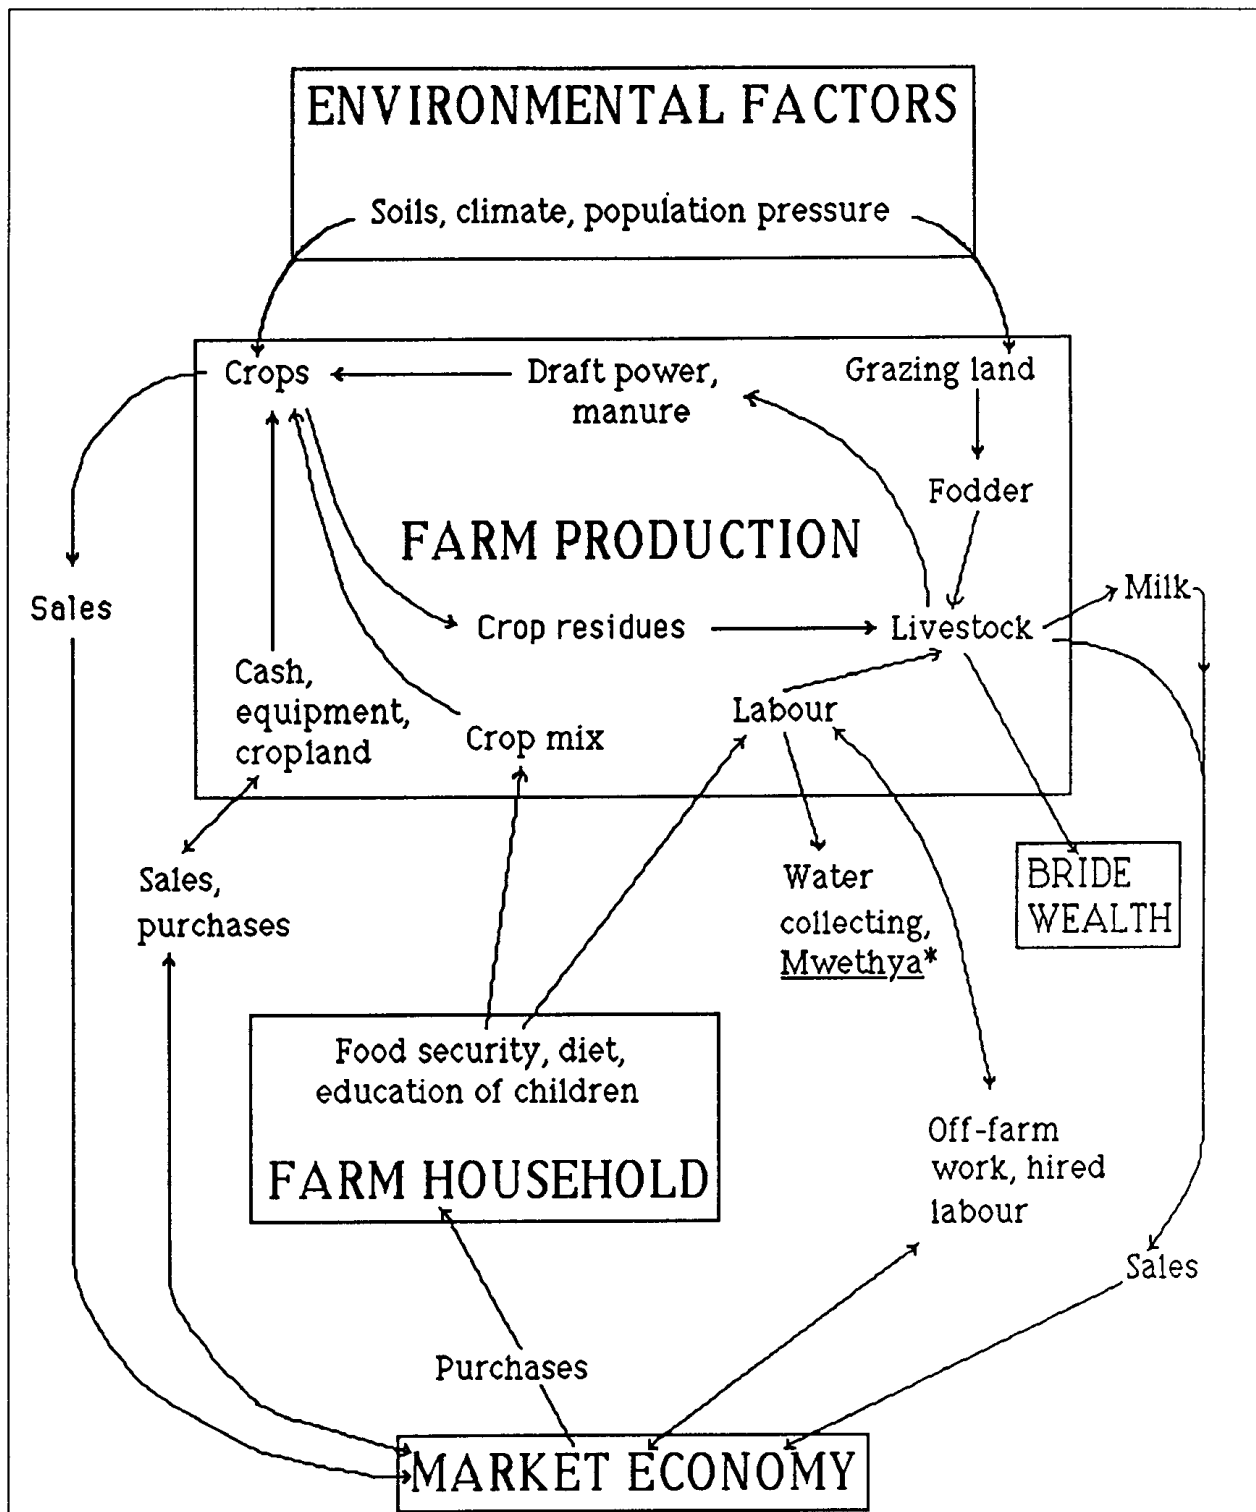 ENVIRONMENTAL FACTORS
Soils, climate, population pressure
Crops
Draft power,
manure
Grazing land
Fodder
FARM PRODUCTION
Sales
Crop residues
Livestock
Milk
Cash,
equipment,
cropland
Crop mix
Labour
Sales,
purchases
Water
collecting,
Mwethya*
BRIDE
WEALTH
Food security, diet,
education of children
FARM HOUSEHOLD
Off-farm
work, hired
labour
Sales
Purchases
MARKET ECONOMY